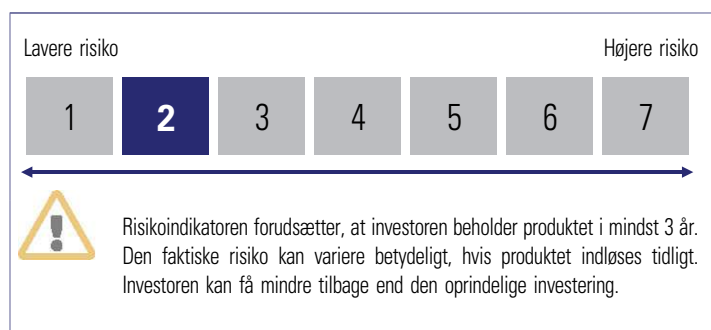 Lavere risiko Højere risiko
1 2 3 4 5 6 7
Risikoindikatoren forudsætter, at investoren beholder produktet i mindst 3 år.
Den faktiske risiko kan variere betydeligt, hvis produktet indløses tidligt.
Investoren kan få mindre tilbage end den oprindelige investering.